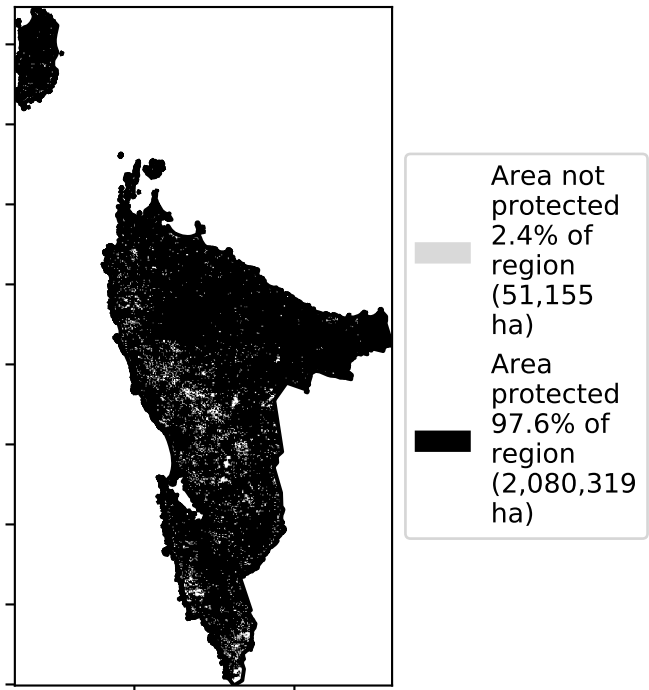 Area not
protected
2.4% of
region
(51,155
ha)
Area
protected
97.6% of
region
(2,080,319
ha)